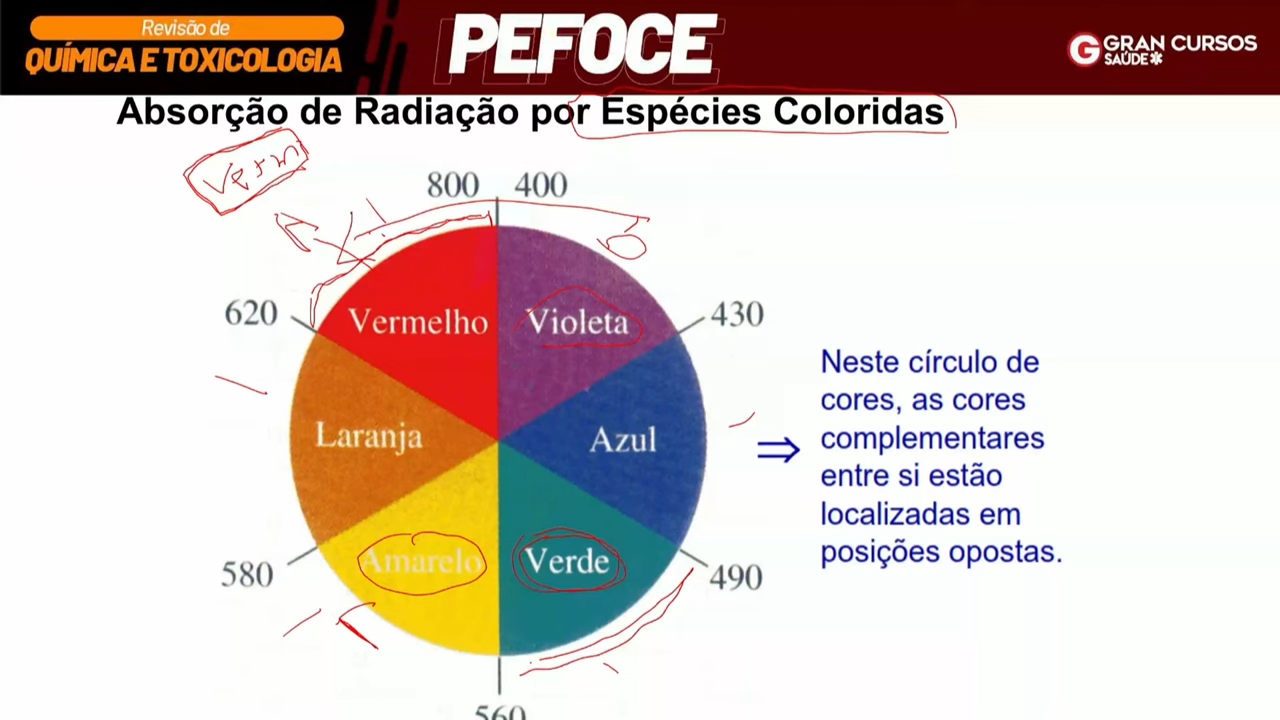 Revisão de
QUÍMICA E TOXICOLOGIA
PEFOCE
GRAN CURSOS
SAÚDE
Absorção de Radiação por Espécies Coloridas
Verm
800 400
620
430
Vermelho Violeta
Laranja Azul
Amarelo Verde
580
490
560
⇒
Neste círculo de
cores, as cores
complementares
entre si estão
localizadas em
posições opostas.